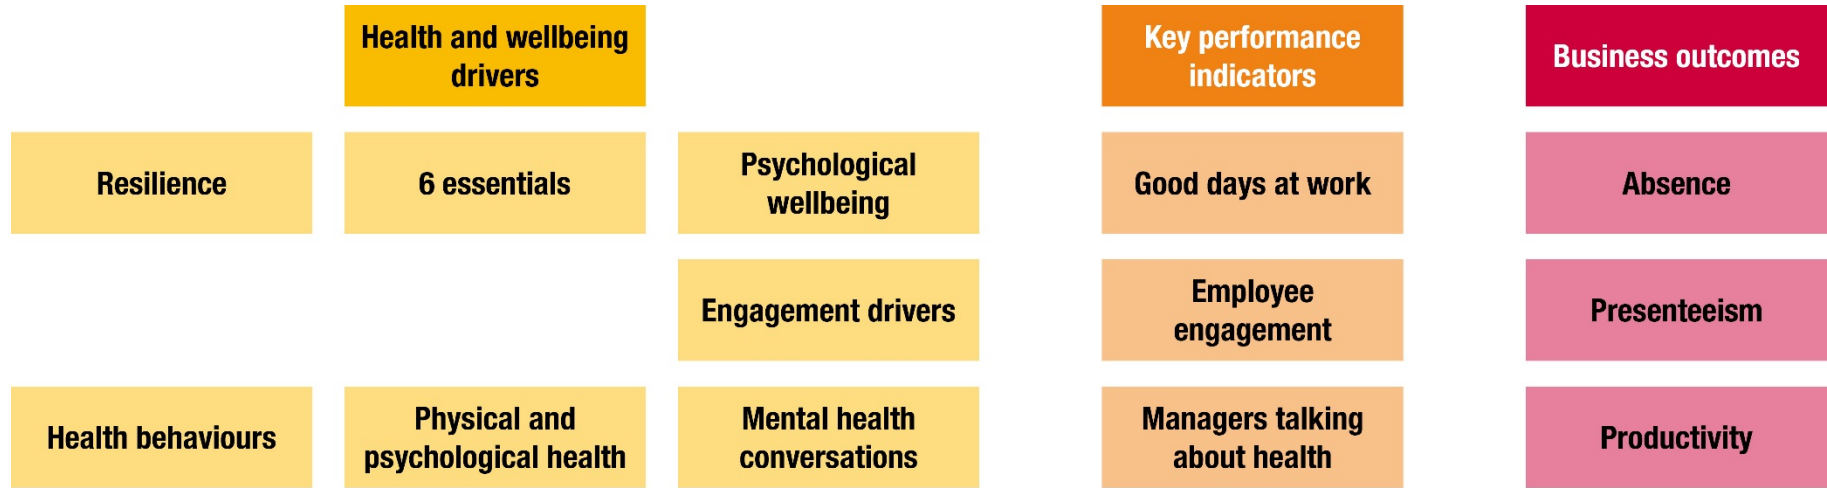 Health and wellbeing
drivers
Key performance
indicators
Business outcomes
Resilience
6 essentials
Psychological
wellbeing
Good days at work
Absence
Engagement drivers
Employee
engagement
Presenteeism
Health behaviours
Physical and
psychological health
Mental health
conversations
Managers talking
about health
Productivity